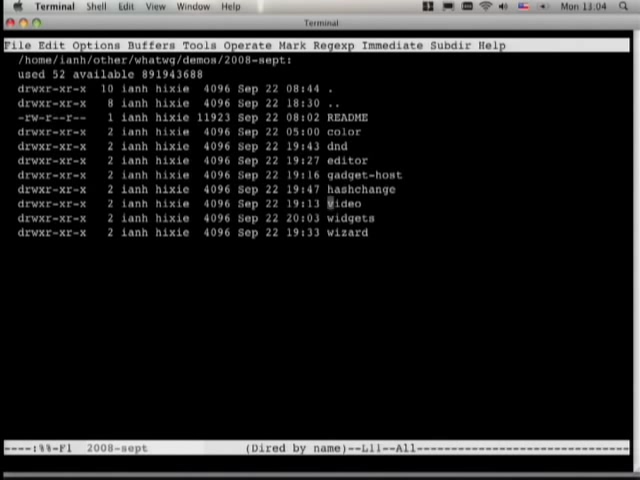 Terminal Shell Edit View Window Help Mon 13:04
Terminal
File Edit Options Buffers Tools Operate Mark Regexp Immediate Subdir Help
/home/ianh/other/whatwg/demos/2008-sept:
used 52 available 891943688
drwxr-xr-x 10 ianh hixie 4096 Sep 22 08:44 .
drwxr-xr-x 8 ianh hixie 4096 Sep 22 18:30 ..
-rw-r--r-- 1 ianh hixie 11923 Sep 22 08:02 README
drwxr-xr-x 2 ianh hixie 4096 Sep 22 05:00 color
drwxr-xr-x 2 ianh hixie 4096 Sep 22 19:43 dnd
drwxr-xr-x 2 ianh hixie 4096 Sep 22 19:27 editor
drwxr-xr-x 2 ianh hixie 4096 Sep 22 19:16 gadget-host
drwxr-xr-x 2 ianh hixie 4096 Sep 22 19:47 hashchange
drwxr-xr-x 2 ianh hixie 4096 Sep 22 19:13 video
drwxr-xr-x 2 ianh hixie 4096 Sep 22 20:03 widgets
drwxr-xr-x 2 ianh hixie 4096 Sep 22 19:33 wizard
----:%%-F1 2008-sept (Dired by name)--L11--All----------------------------